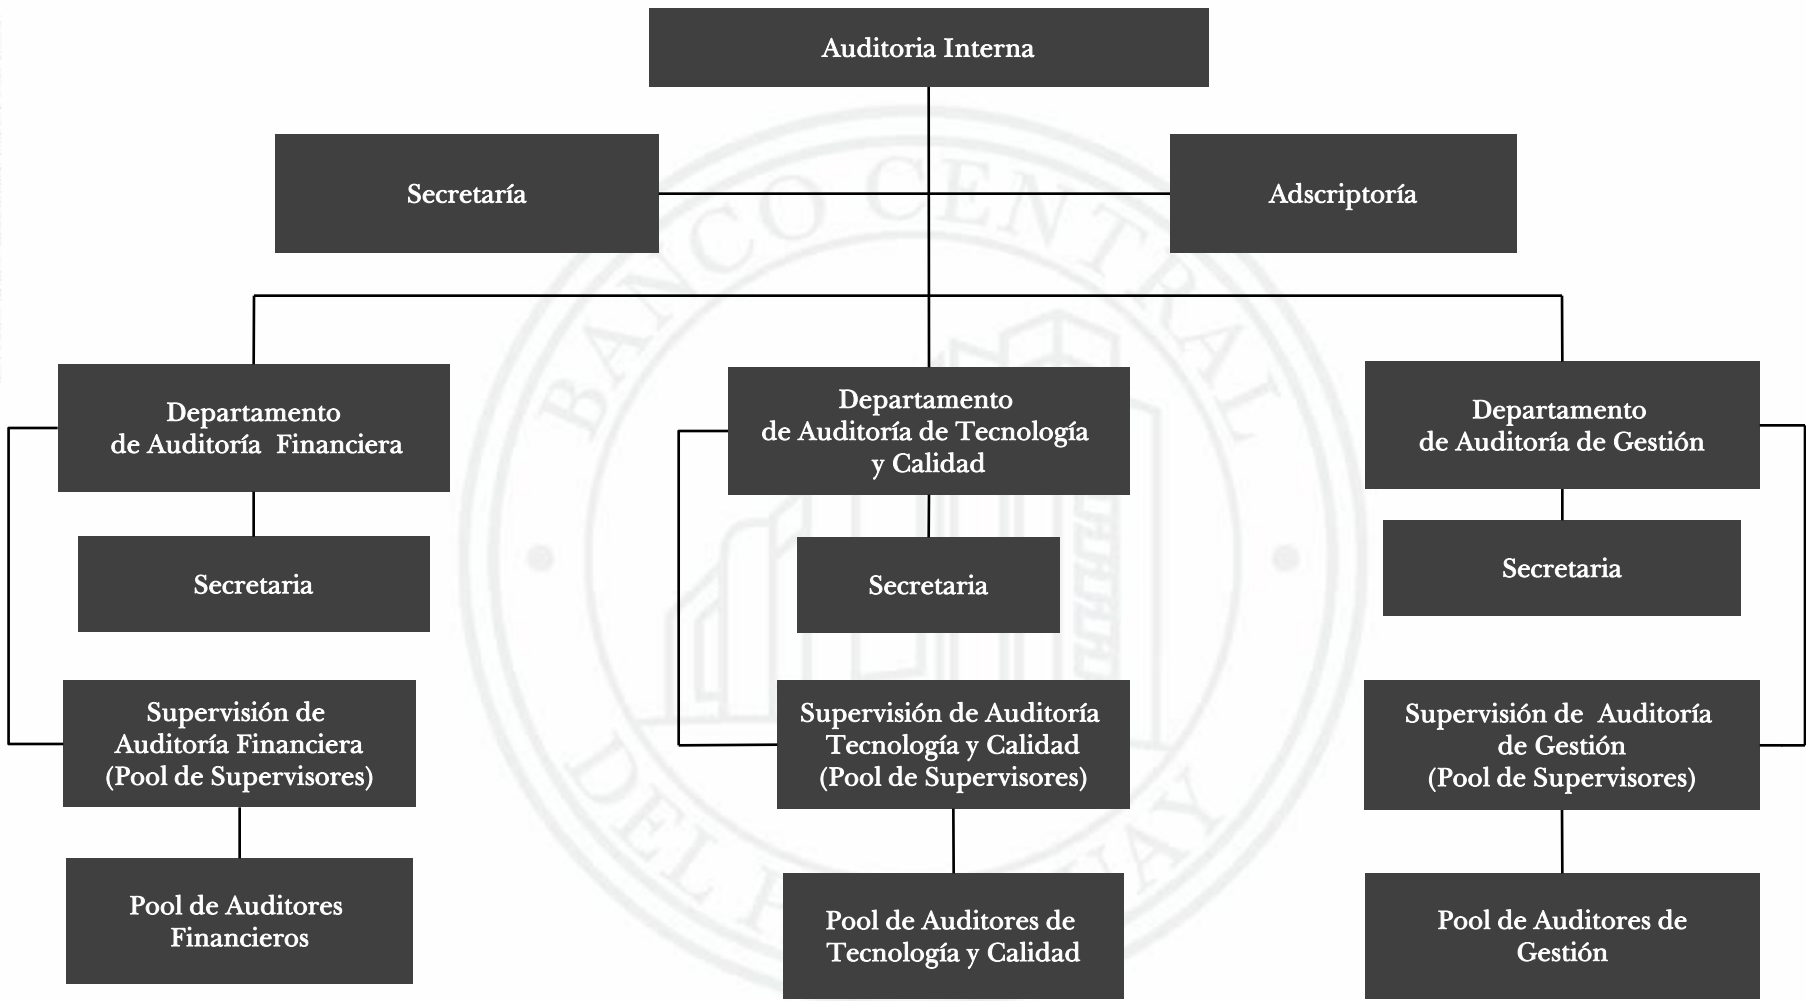 Auditoria Interna
Secretaría
Adscriptoría
Departamento
de Auditoría  Financiera
Departamento
de Auditoría de Tecnología
y Calidad
Departamento
de Auditoría de Gestión
Secretaria
Secretaria
Secretaria
Supervisión de
Auditoría Financiera
(Pool de Supervisores)
Supervisión de Auditoría
Tecnología y Calidad
(Pool de Supervisores)
Supervisión de  Auditoría
de Gestión
(Pool de Supervisores)
Pool de Auditores
Financieros
Pool de Auditores de
Tecnología y Calidad
Pool de Auditores de
Gestión
BANCO CENTRAL
DEL